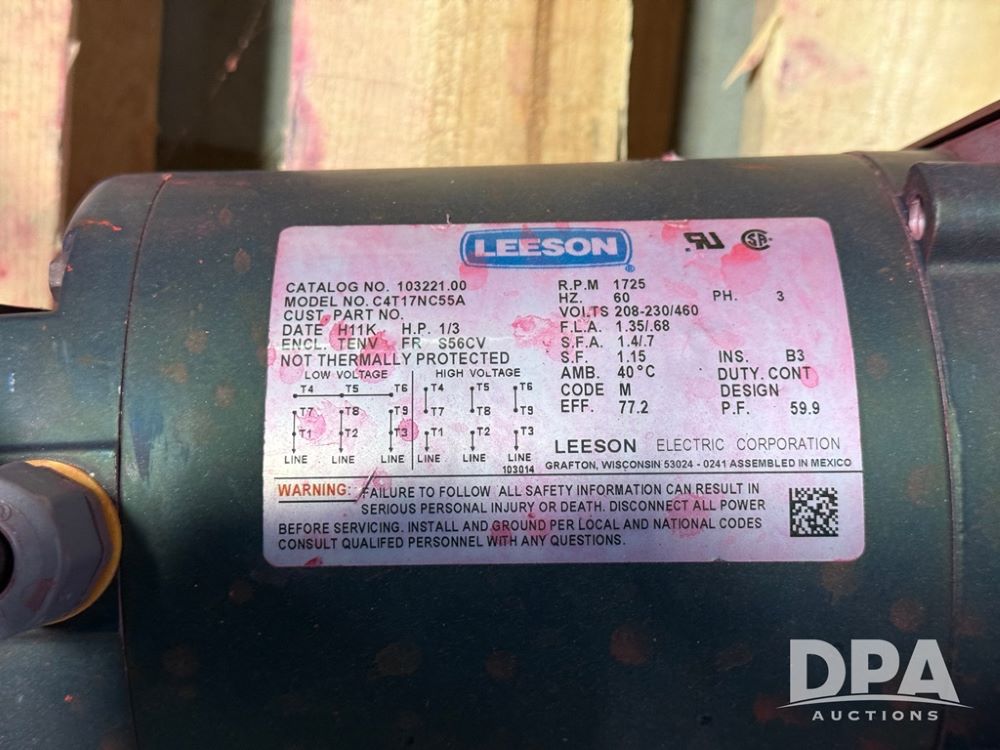 LEESON
®
RU
SA
CATALOG NO. 103221.00
MODEL NO. C4T17NC55A
CUST. PART NO.
DATE H11K H.P. 1/3
ENCL. TENV FR S56CV
NOT THERMALLY PROTECTED
R.P.M 1725
HZ. 60 PH. 3
VOLTS 208-230/460
F.L.A. 1.35/.68
S.F.A. 1.4/.7
S.F. 1.15 INS. B3
AMB. 40°C DUTY. CONT
CODE M DESIGN
EFF. 77.2 P.F. 59.9
LOW VOLTAGE HIGH VOLTAGE
T4 T5 T6 T4 T5 T6
T7 T8 T9 T7 T8 T9
T1 T2 T3 T1 T2 T3
LINE LINE LINE LINE LINE LINE
103014
LEESON ELECTRIC CORPORATION
GRAFTON, WISCONSIN 53024 - 0241 ASSEMBLED IN MEXICO
WARNING: FAILURE TO FOLLOW ALL SAFETY INFORMATION CAN RESULT IN
SERIOUS PERSONAL INJURY OR DEATH. DISCONNECT ALL POWER
BEFORE SERVICING. INSTALL AND GROUND PER LOCAL AND NATIONAL CODES
CONSULT QUALIFED PERSONNEL WITH ANY QUESTIONS.
DPA
AUCTIONS